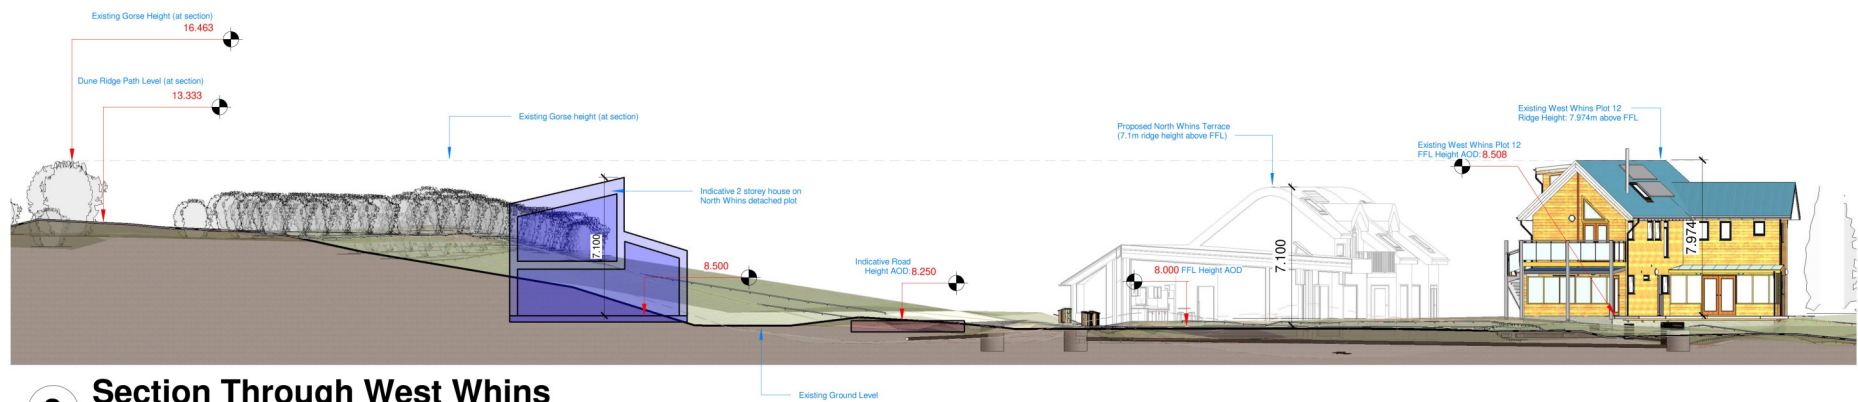 Existing Gorse Height (at section)
16.463
Dune Ridge Path Level (at section)
13.333
Existing Gorse height (at section)
Indicative 2 storey house on
North Whins detached plot
7.100
8.500
Indicative Road
Height AOD: 8.250
Existing Ground Level
Proposed North Whins Terrace
(7.1m ridge height above FFL)
8.000 FFL Height AOD
7.100
Existing West Whins Plot 12
Ridge Height: 7.974m above FFL
Existing West Whins Plot 12
FFL Height AOD: 8.508
7.974
Section Through West Whins